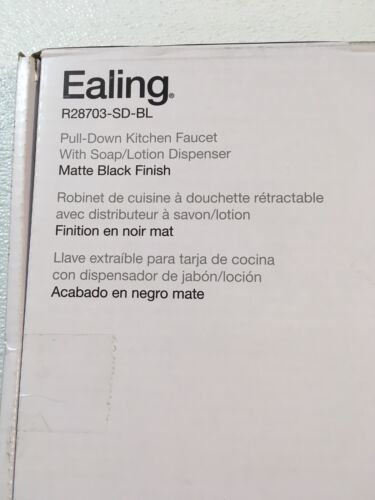 Ealing®
R28703-SD-BL
Pull-Down Kitchen Faucet
With Soap/Lotion Dispenser
Matte Black Finish
Robinet de cuisine à douchette rétractable
avec distributeur à savon/lotion
Finition en noir mat
Llave extraíble para tarja de cocina
con dispensador de jabón/loción
Acabado en negro mate